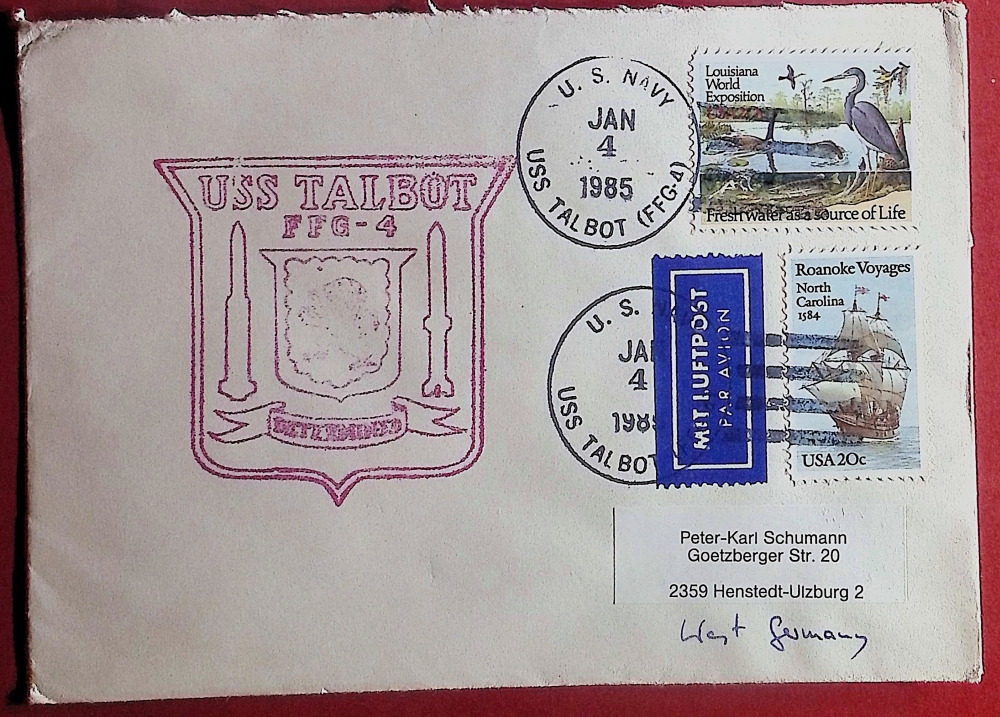 USS TALBOT
FFG-4
DETERMINED
U. S. NAVY
JAN
4
1985
USS TALBOT (FFG-4)
Louisiana
World
Exposition
Fresh water as a source of Life
U. S.
JAN
4
198
USS TALBOT
MIT LUFTPOST
PAR AVION
Roanoke Voyages
North
Carolina
1584
USA 20c
Peter-Karl Schumann
Goetzberger Str. 20
2359 Henstedt-Ulzburg 2
West Germany